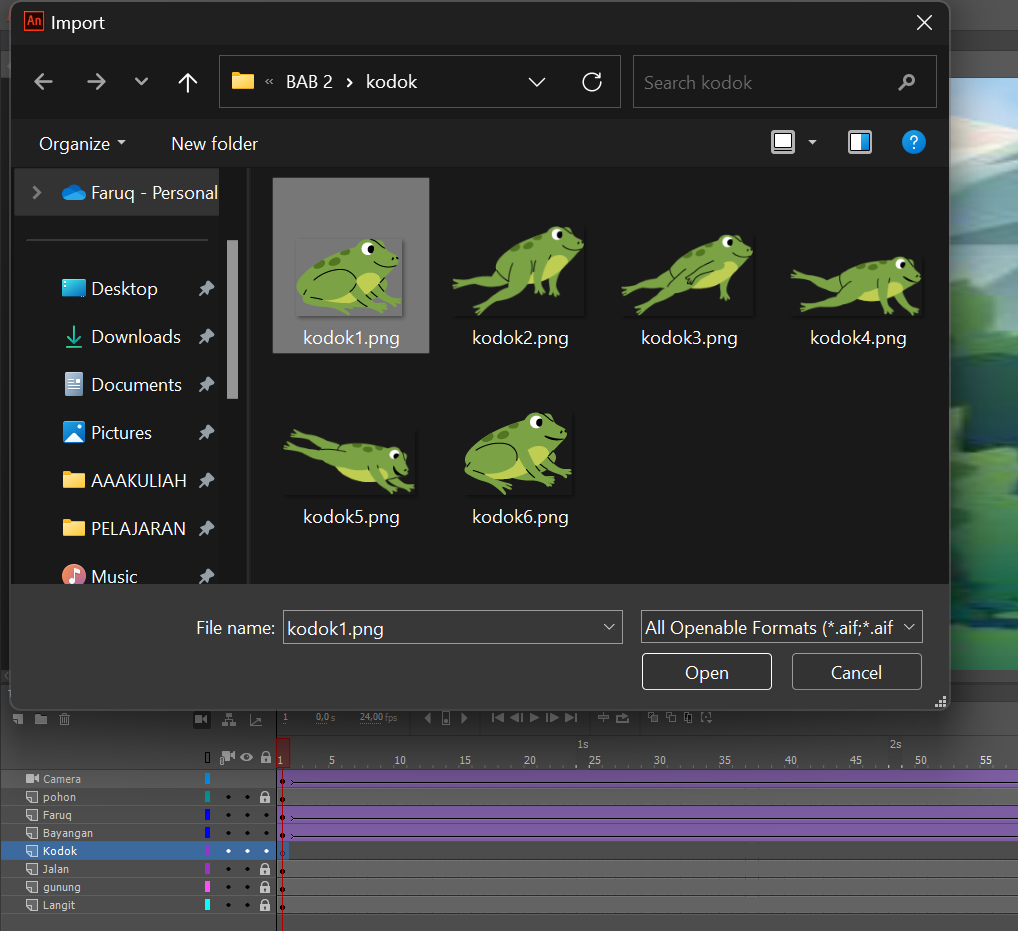 An Import
« BAB 2 › kodok
Search kodok
Organize
New folder
?
Faruq - Personal
Desktop
Downloads
Documents
Pictures
AAAKULIAH
PELAJARAN
Music
kodok1.png
kodok2.png
kodok3.png
kodok4.png
kodok5.png
kodok6.png
File name: kodok1.png
All Openable Formats (*.aif;*.aif
Open
Cancel
1 0,0 s 24,00 fps
1s 2s
1 5 10 15 20 25 30 35 40 45 50 55
Camera
pohon
Faruq
Bayangan
Kodok
Jalan
gunung
Langit